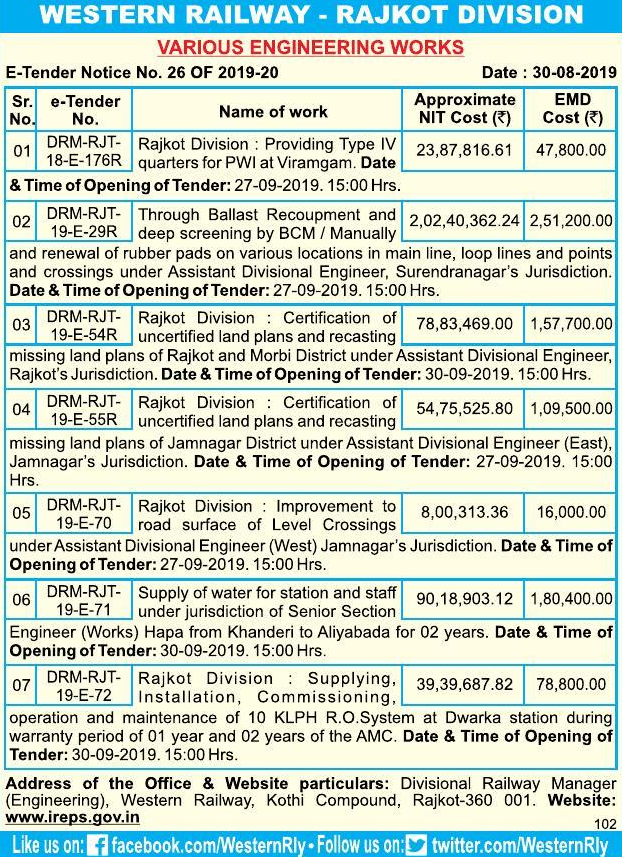 WESTERN RAILWAY - RAJKOT DIVISION
VARIOUS ENGINEERING WORKS
E-Tender Notice No. 26 OF 2019-20 Date : 30-08-2019
Sr. No. e-Tender No. Name of work Approximate NIT Cost (₹) EMD Cost (₹)
01 DRM-RJT-18-E-176R Rajkot Division : Providing Type IV 23,87,816.61 47,800.00
quarters for PWI at Viramgam. Date
& Time of Opening of Tender: 27-09-2019. 15:00 Hrs.
02 DRM-RJT-19-E-29R Through Ballast Recoupment and 2,02,40,362.24 2,51,200.00
deep screening by BCM / Manually
and renewal of rubber pads on various locations in main line, loop lines and points
and crossings under Assistant Divisional Engineer, Surendranagar's Jurisdiction.
Date & Time of Opening of Tender: 27-09-2019. 15:00 Hrs.
03 DRM-RJT-19-E-54R Rajkot Division : Certification of 78,83,469.00 1,57,700.00
uncertified land plans and recasting
missing land plans of Rajkot and Morbi District under Assistant Divisional Engineer,
Rajkot's Jurisdiction. Date & Time of Opening of Tender: 30-09-2019. 15:00 Hrs.
04 DRM-RJT-19-E-55R Rajkot Division : Certification of 54,75,525.80 1,09,500.00
uncertified land plans and recasting
missing land plans of Jamnagar District under Assistant Divisional Engineer (East),
Jamnagar's Jurisdiction. Date & Time of Opening of Tender: 27-09-2019. 15:00
Hrs.
05 DRM-RJT-19-E-70 Rajkot Division : Improvement to 8,00,313.36 16,000.00
road surface of Level Crossings
under Assistant Divisional Engineer (West) Jamnagar's Jurisdiction. Date & Time of
Opening of Tender: 27-09-2019. 15:00 Hrs.
06 DRM-RJT-19-E-71 Supply of water for station and staff 90,18,903.12 1,80,400.00
under jurisdiction of Senior Section
Engineer (Works) Hapa from Khanderi to Aliyabada for 02 years. Date & Time of
Opening of Tender: 30-09-2019. 15:00 Hrs.
07 DRM-RJT-19-E-72 Rajkot Division : Supplying, 39,39,687.82 78,800.00
Installation, Commissioning,
operation and maintenance of 10 KLPH R.O.System at Dwarka station during
warranty period of 01 year and 02 years of the AMC. Date & Time of Opening of
Tender: 30-09-2019. 15:00 Hrs.
Address of the Office & Website particulars: Divisional Railway Manager
(Engineering), Western Railway, Kothi Compound, Rajkot-360 001. Website:
www.ireps.gov.in
102
Like us on: f facebook.com/WesternRly • Follow us on: twitter.com/WesternRly